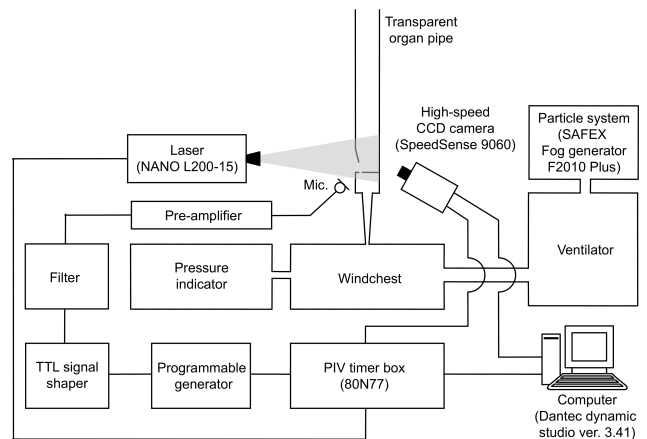 Transparent
organ pipe
High-speed
CCD camera
(SpeedSense 9060)
Particle system
(SAFEX
Fog generator
F2010 Plus)
Laser
(NANO L200-15)
Mic.
Pre-amplifier
Ventilator
Filter
Pressure
indicator
Windchest
TTL signal
shaper
Programmable
generator
PIV timer box
(80N77)
Computer
(Dantec dynamic
studio ver. 3.41)